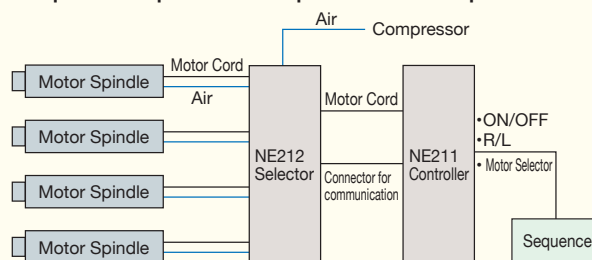 Air
Compressor
Motor Cord
Motor Spindle
Air
Motor Cord
•ON/OFF
•R/L
Motor Spindle
NE212
Selector
NE211
Controller
• Motor Selector
Connector for
communication
Motor Spindle
Motor Spindle
Sequence